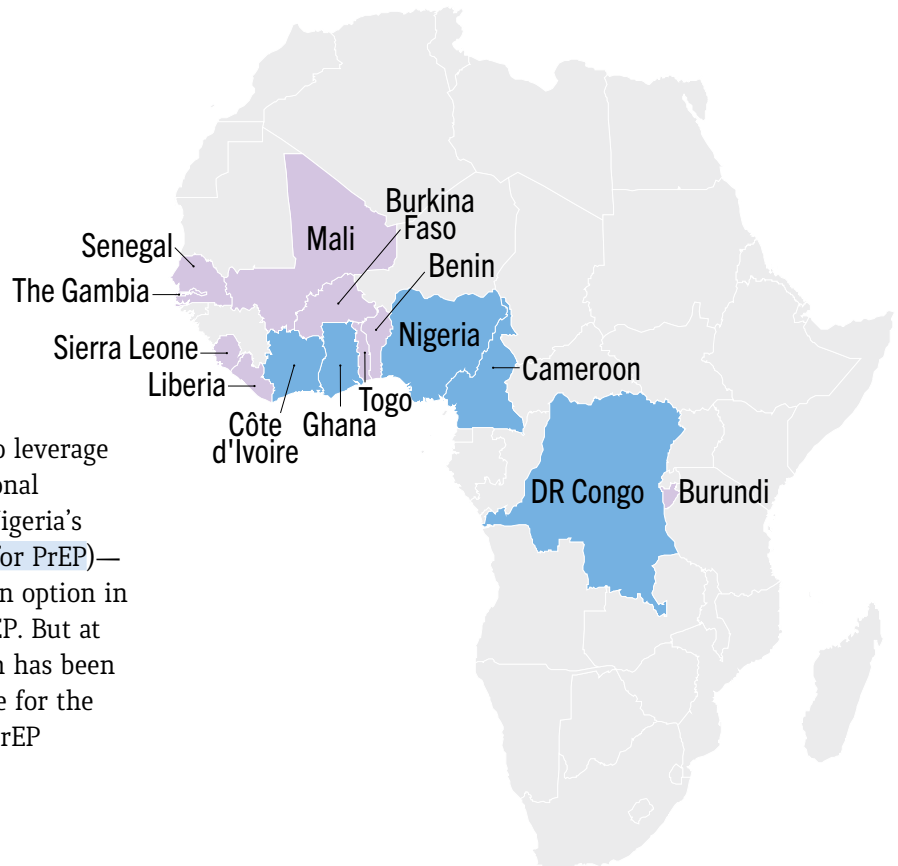 Burkina
Faso
Mali
Senegal
Benin
The Gambia
Nigeria
Sierra Leone
Cameroon
Liberia
Togo
Côte
d'Ivoire
Ghana
DR Congo
Burundi
leverage
onal
igeria's
or PrEP)—
n option in
EP. But at
n has been
e for the
rEP